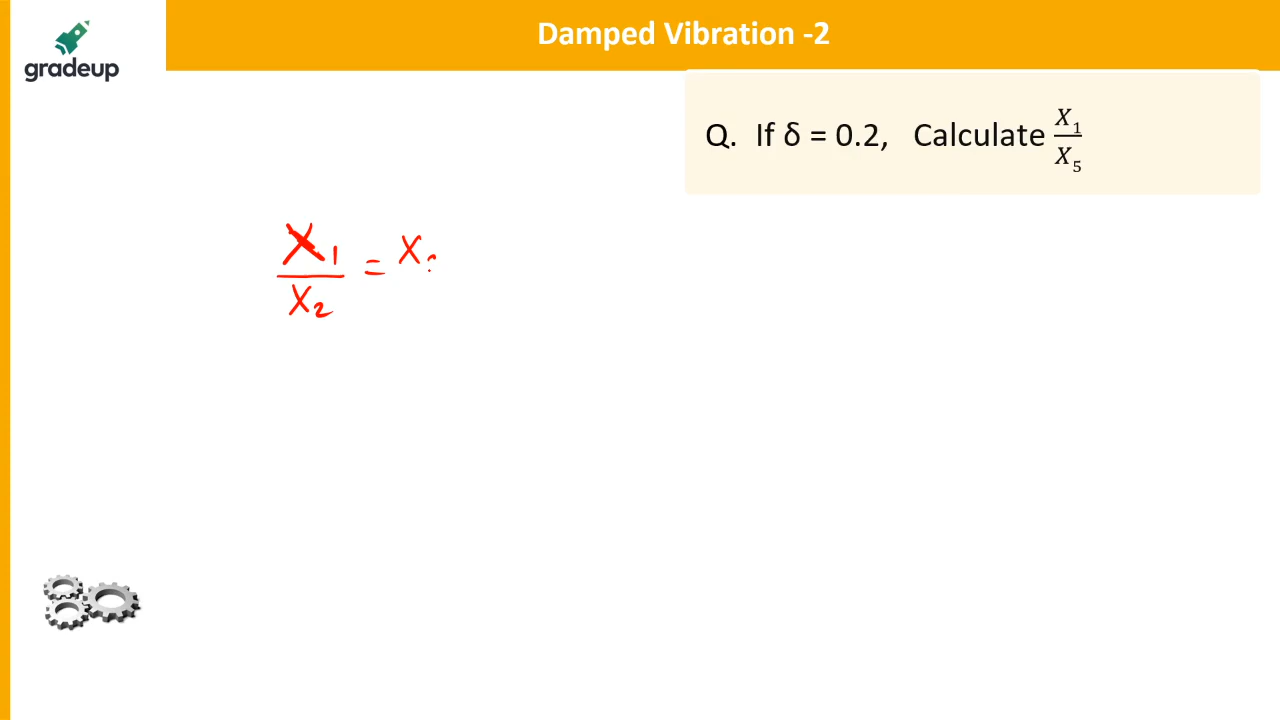 Damped Vibration -2
gradeup
Q. If δ = 0.2, Calculate X₁/X₅
X₁/X₂ = X